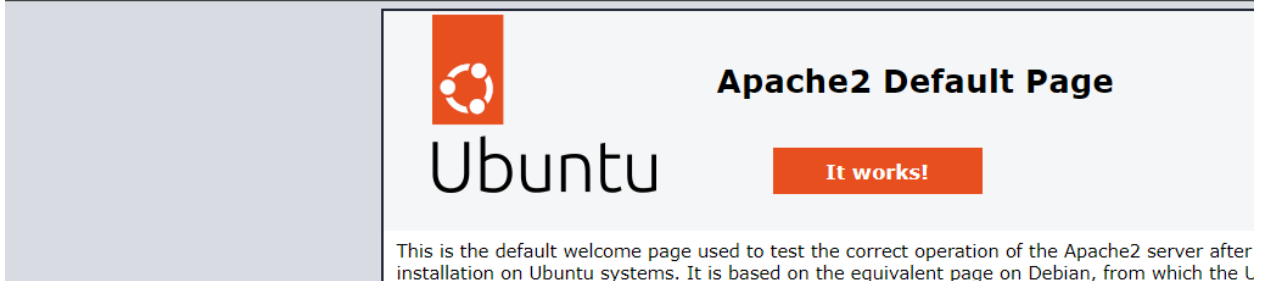 Apache2 Default Page
Ubuntu
It works!
This is the default welcome page used to test the correct operation of the Apache2 server after
installation on Ubuntu systems. It is based on the equivalent page on Debian, from which the